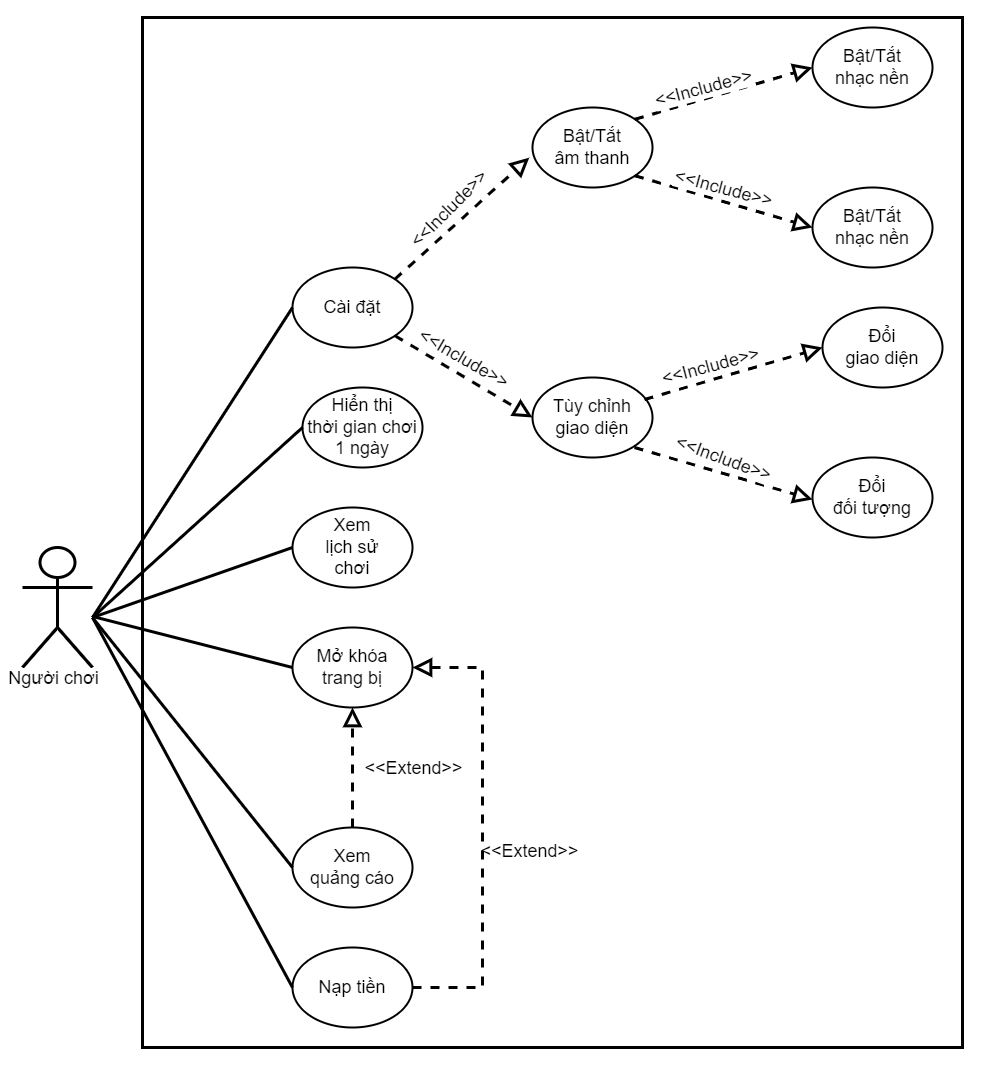 Bật/Tắt
nhạc nền
<<Include>>
Bật/Tắt
âm thanh
<<Include>>
<<Include>>
Bật/Tắt
nhạc nền
Cài đặt
<<Include>>
<<Include>>
Đổi
giao diện
Tùy chỉnh
giao diện
<<Include>>
Đổi
đối tượng
Hiển thị
thời gian chơi
1 ngày
Xem
lịch sử
chơi
Người chơi
Mở khóa
trang bị
<<Extend>>
<<Extend>>
Xem
quảng cáo
Nạp tiền